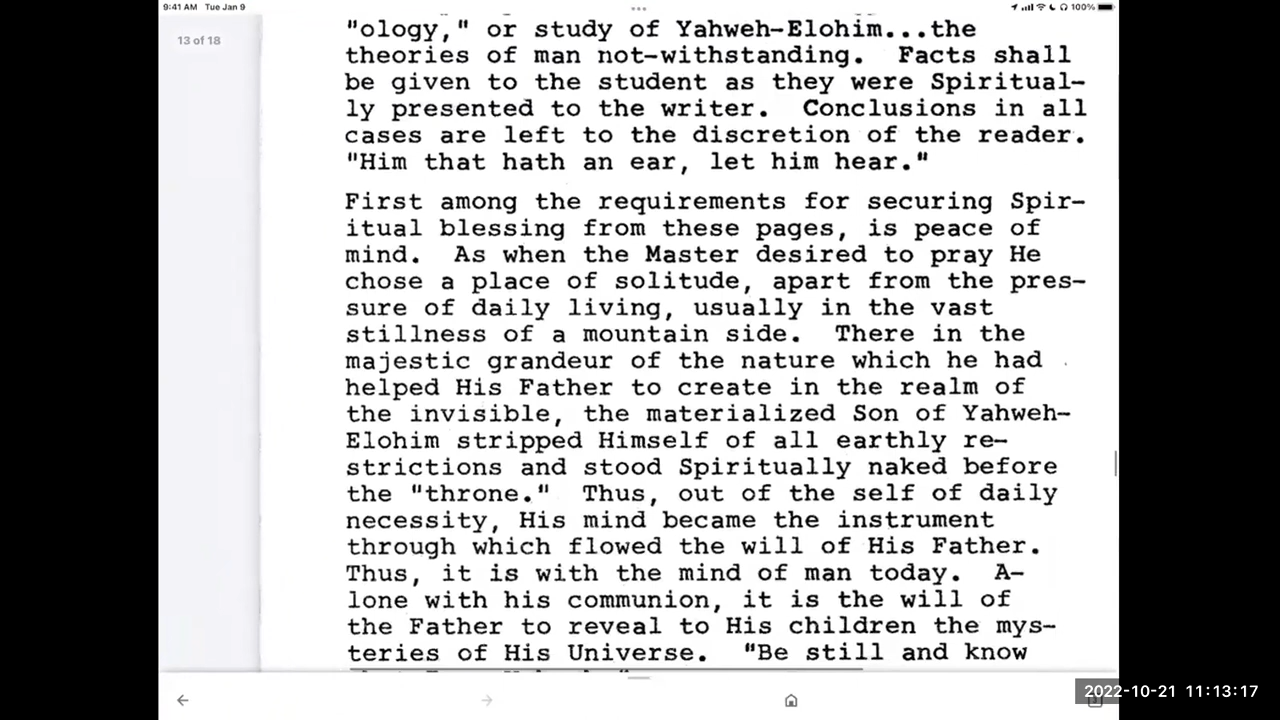 9:41 AM Tue Jan 9
100%
13 of 18
"ology," or study of Yahweh-Elohim...the
theories of man not-withstanding. Facts shall
be given to the student as they were Spiritual-
ly presented to the writer. Conclusions in all
cases are left to the discretion of the reader.
"Him that hath an ear, let him hear."
First among the requirements for securing Spir-
itual blessing from these pages, is peace of
mind. As when the Master desired to pray He
chose a place of solitude, apart from the pres-
sure of daily living, usually in the vast
stillness of a mountain side. There in the
majestic grandeur of the nature which he had
helped His Father to create in the realm of
the invisible, the materialized Son of Yahweh-
Elohim stripped Himself of all earthly re-
strictions and stood Spiritually naked before
the "throne." Thus, out of the self of daily
necessity, His mind became the instrument
through which flowed the will of His Father.
Thus, it is with the mind of man today. A-
lone with his communion, it is the will of
the Father to reveal to His children the mys-
teries of His Universe. "Be still and know
2022-10-21 11:13:17